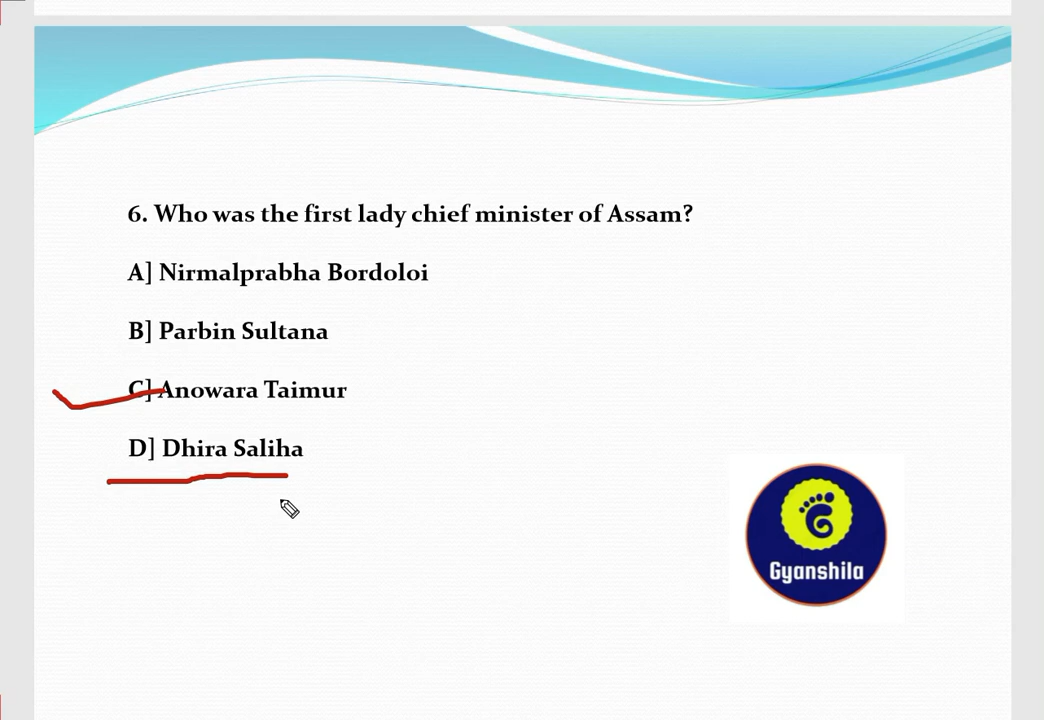 6. Who was the first lady chief minister of Assam?
A] Nirmalprabha Bordoloi
B] Parbin Sultana
C] Anowara Taimur
D] Dhira Saliha
Gyanshila